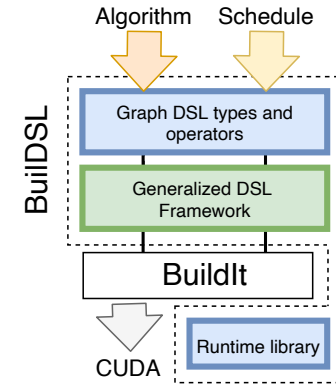 Algorithm Schedule
BuilDSL
Graph DSL types and
operators
Generalized DSL
Framework
BuildIt
CUDA
Runtime library